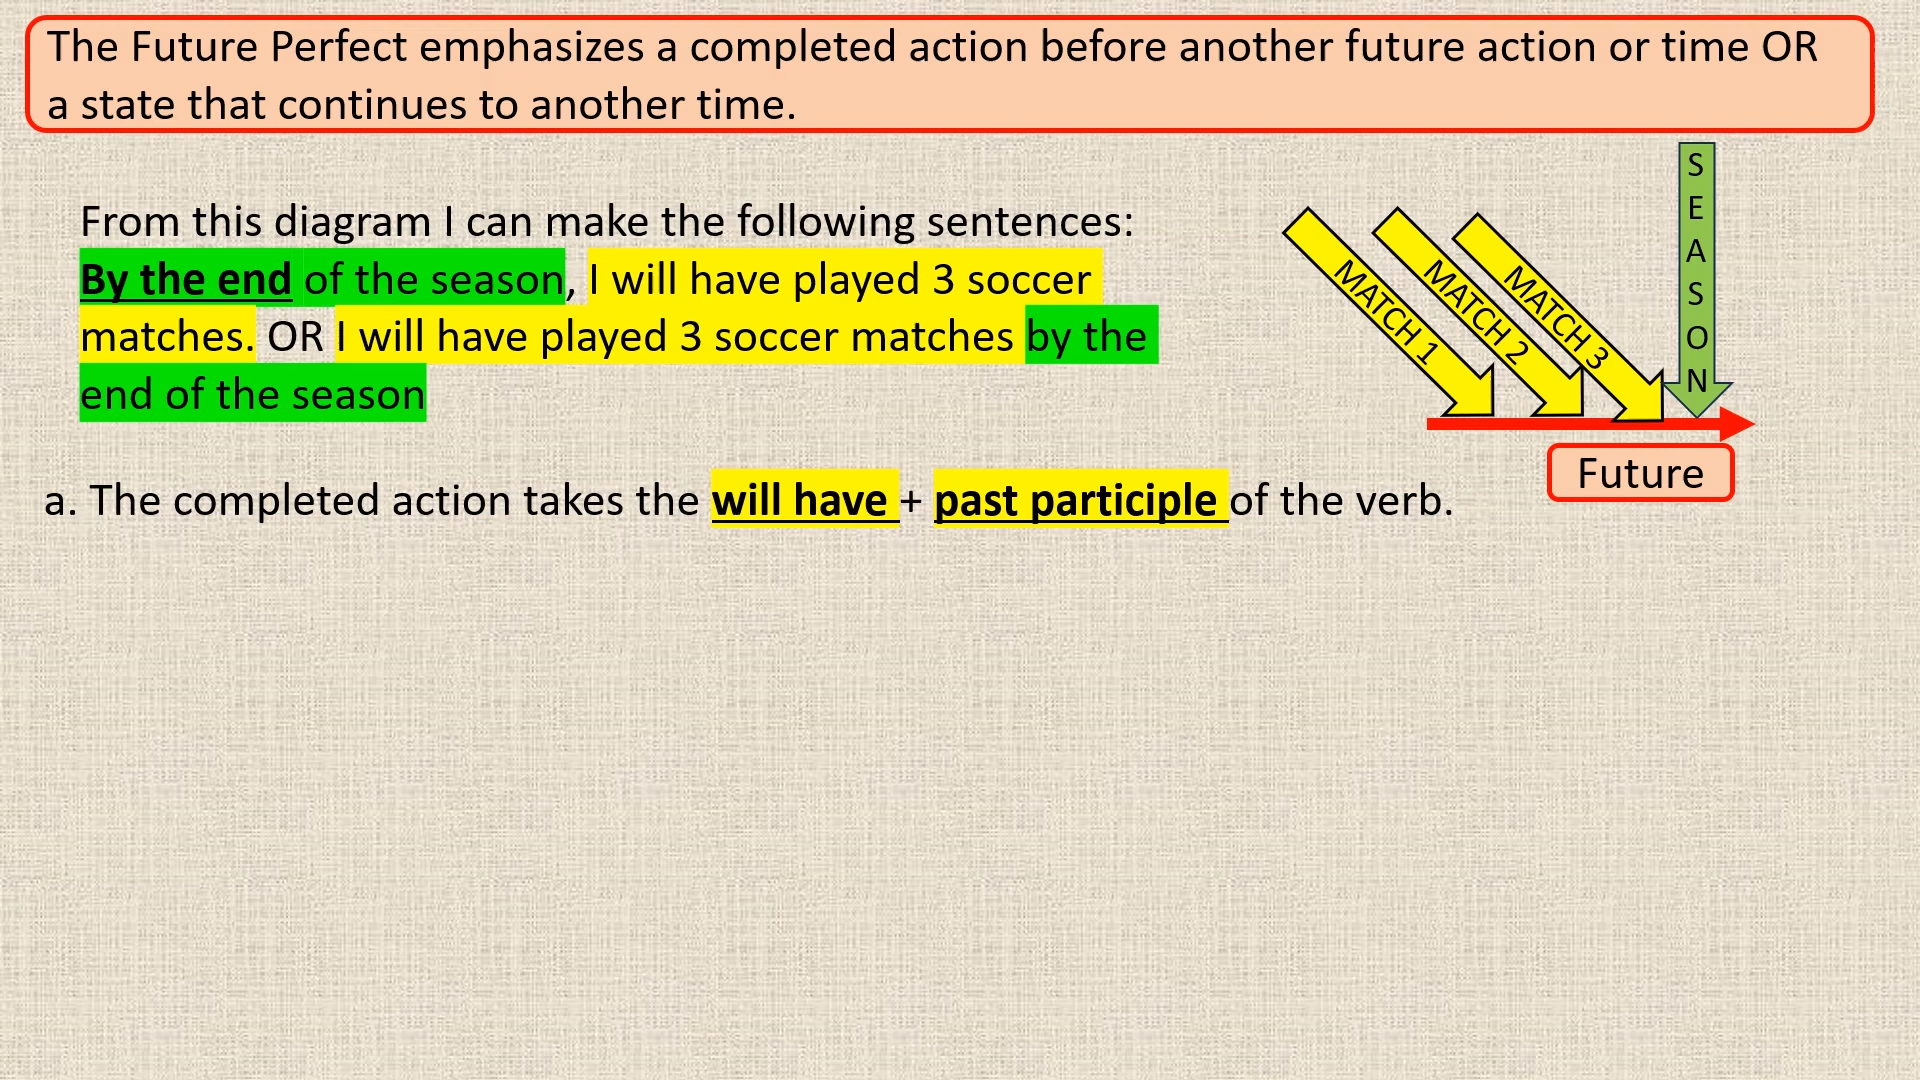 The Future Perfect emphasizes a completed action before another future action or time OR
a state that continues to another time.
From this diagram I can make the following sentences:
By the end of the season, I will have played 3 soccer
matches. OR I will have played 3 soccer matches by the
end of the season
MATCH 1
MATCH 2
MATCH 3
SEASON
Future
a. The completed action takes the will have + past participle of the verb.